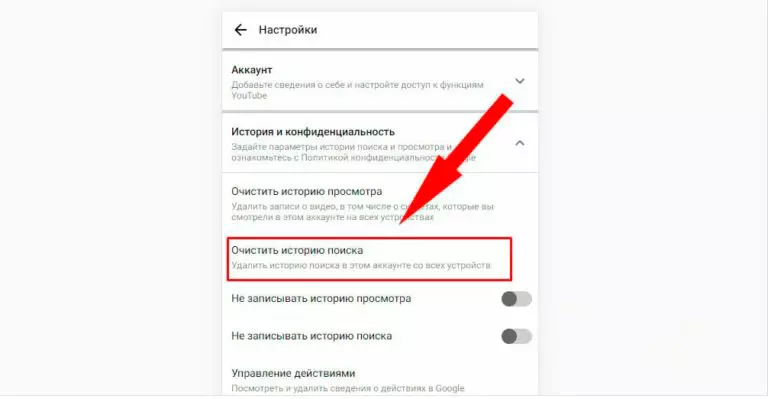 Настройки
Аккаунт
Добавьте сведения о себе и настройте доступ к функциям
YouTube
История и конфиденциальность
Задайте параметры истории поиска и просмотра и
ознакомьтесь с Политикой конфиденциальност
Очистить историю просмотра
Удалить записи о видео, в том числе о которые вы
смотрели в этом аккаунте на всех устройствах
Очистить историю поиска
Удалить историю поиска в этом аккаунте со всех устройств
Не записывать историю просмотра
Не записывать историю поиска
Управление действиями
Посмотреть и удалить сведения о действиях в Google